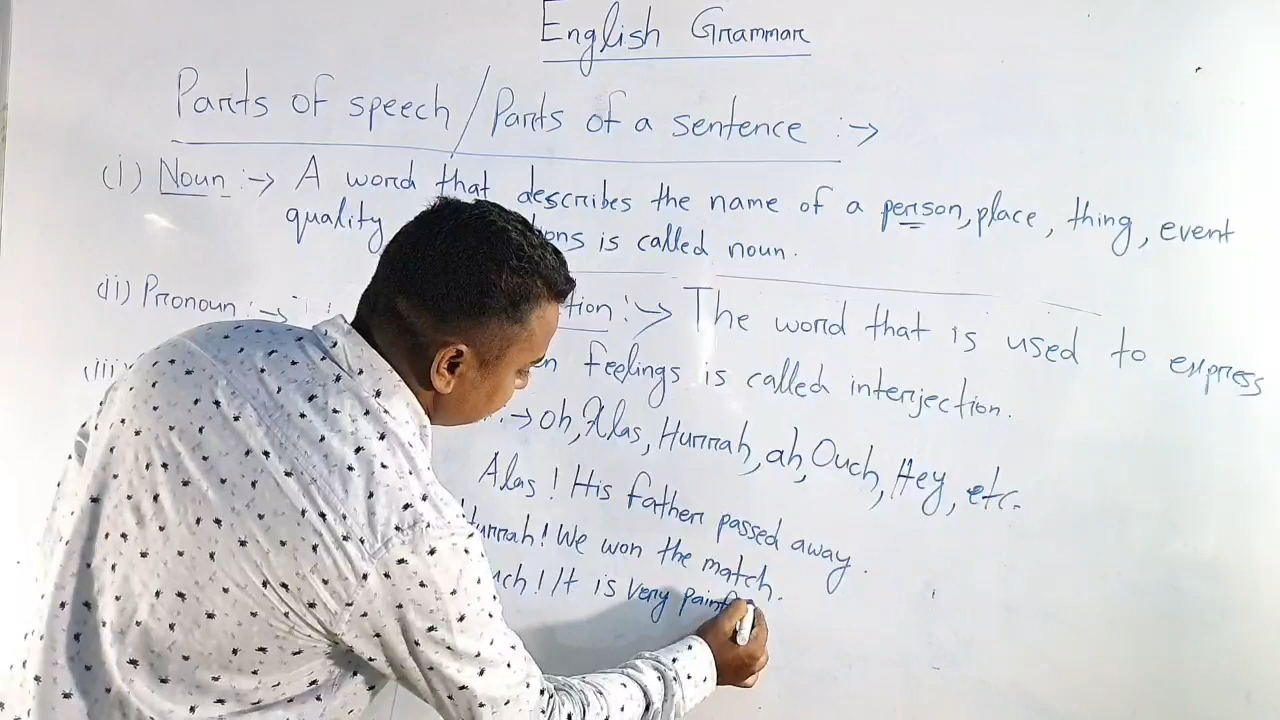 English Grammar
Parts of speech / Parts of a sentence :→
(i) Noun :→ A word that describes the name of a person, place, thing, event
quality ons is called noun.
(ii) Pronoun :→ tion :→ The word that is used to express
(iii) feelings is called interjection.
→ Oh, Alas, Hurrah, ah, Ouch, Hey, etc.
Alas ! His father passed away.
Hurrah! We won the match.
uch! It is very painf